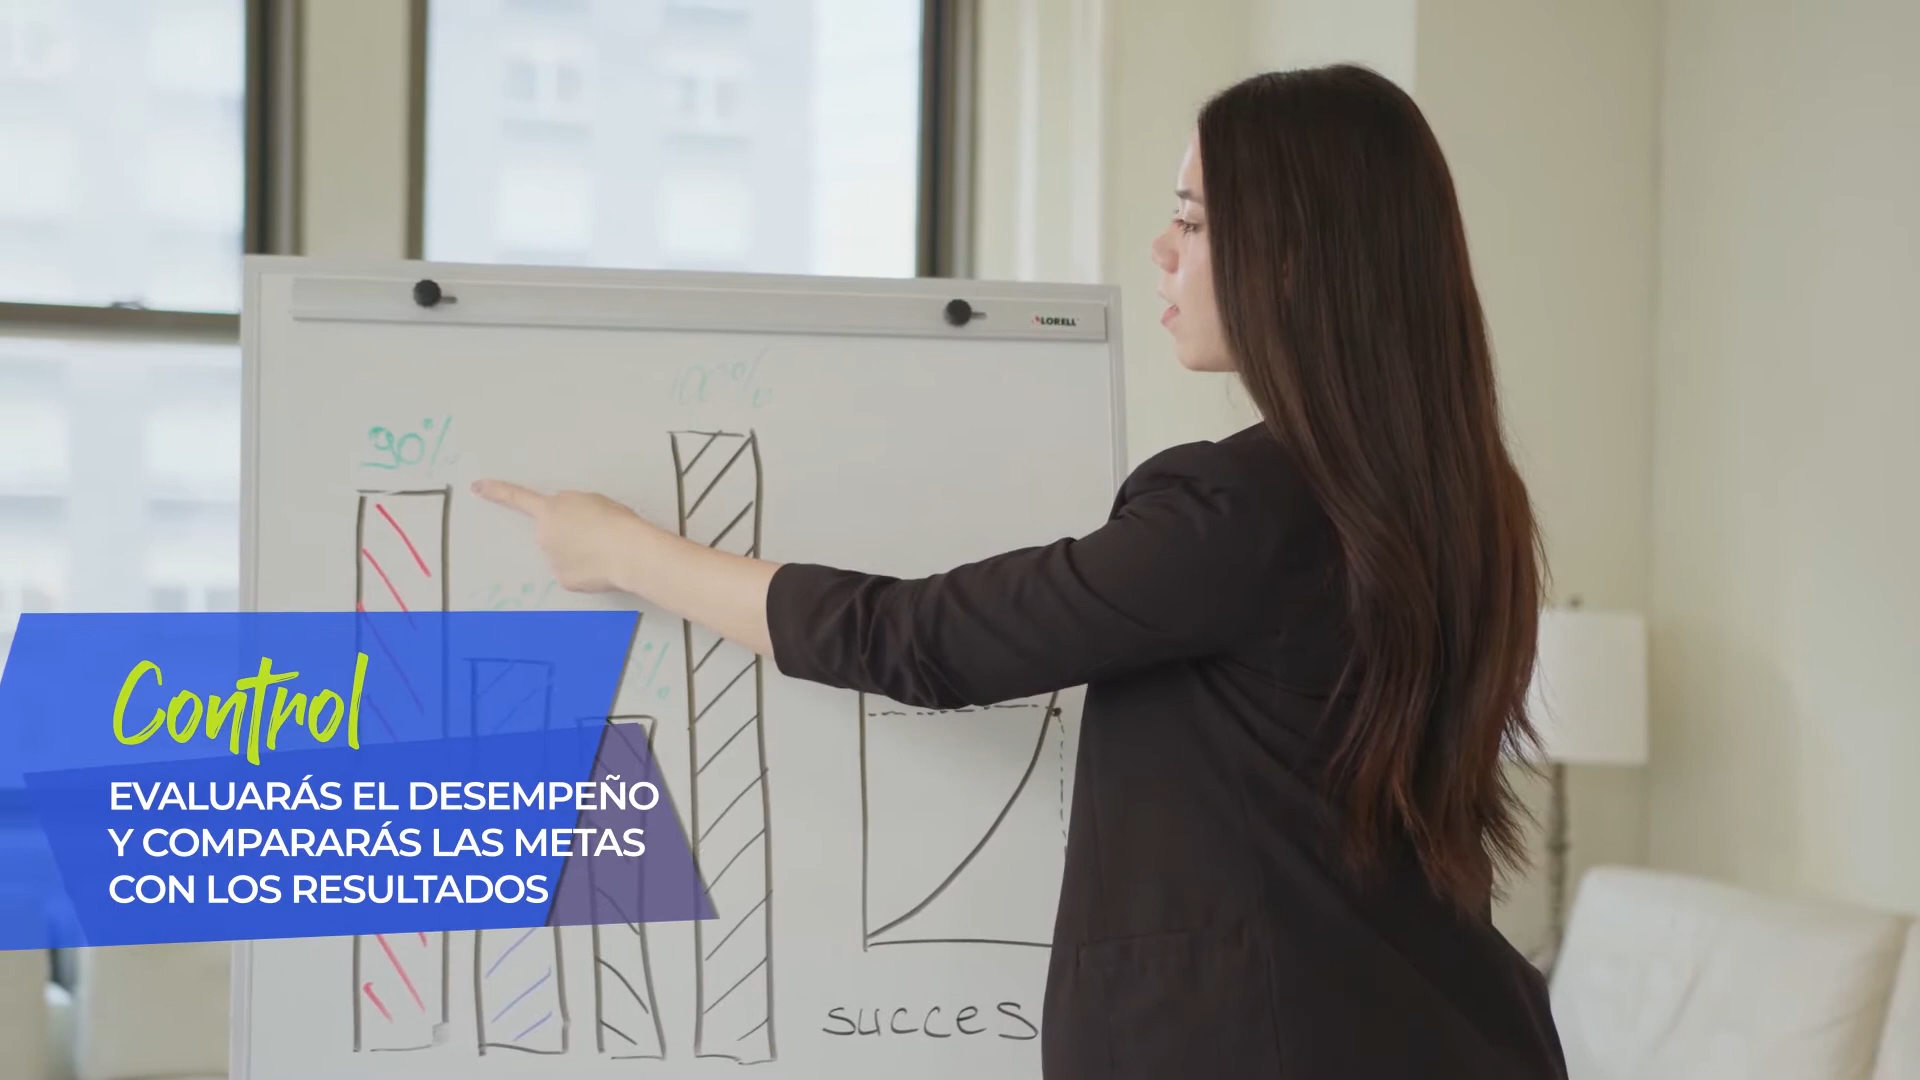 LORELL
90%
Control
EVALUARÁS EL DESEMPEÑO
Y COMPARARÁS LAS METAS
CON LOS RESULTADOS
succes